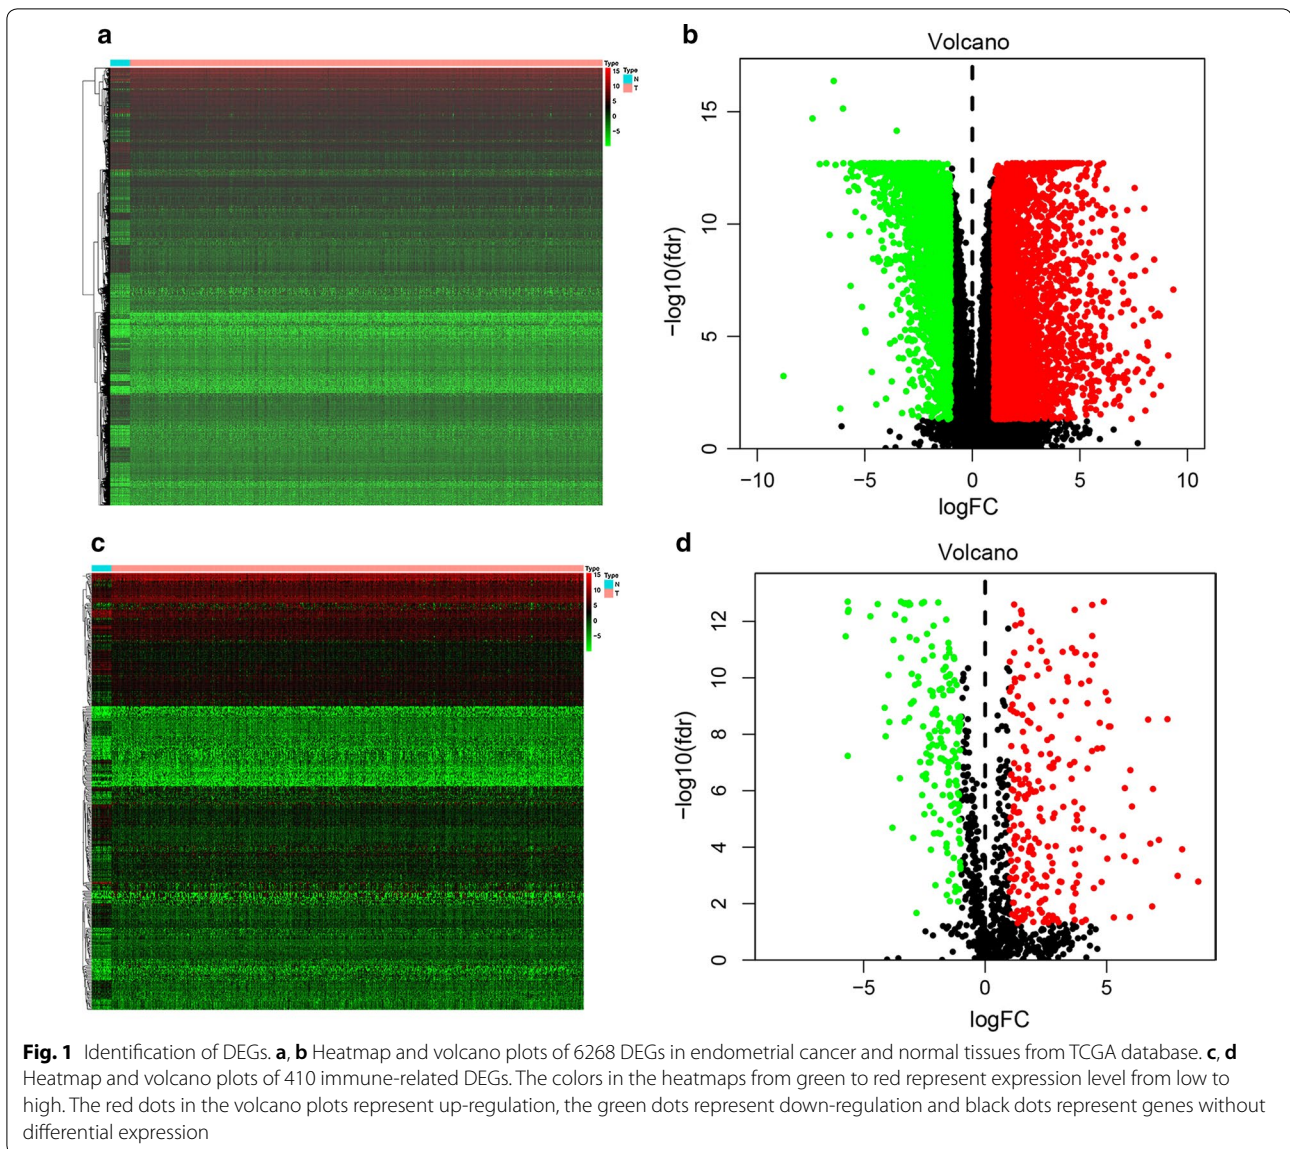 a
Type
15
10
5
0
−5
Type
N
T
b
Volcano
−log10(fdr)
15
10
5
0
−10 −5 0 5 10
logFC
c
Type
15
10
5
0
−5
Type
N
T
d
Volcano
−log10(fdr)
12
10
8
6
4
2
0
−5 0 5
logFC
Fig. 1 Identification of DEGs. a, b Heatmap and volcano plots of 6268 DEGs in endometrial cancer and normal tissues from TCGA database. c, d
Heatmap and volcano plots of 410 immune-related DEGs. The colors in the heatmaps from green to red represent expression level from low to
high. The red dots in the volcano plots represent up-regulation, the green dots represent down-regulation and black dots represent genes without
differential expression